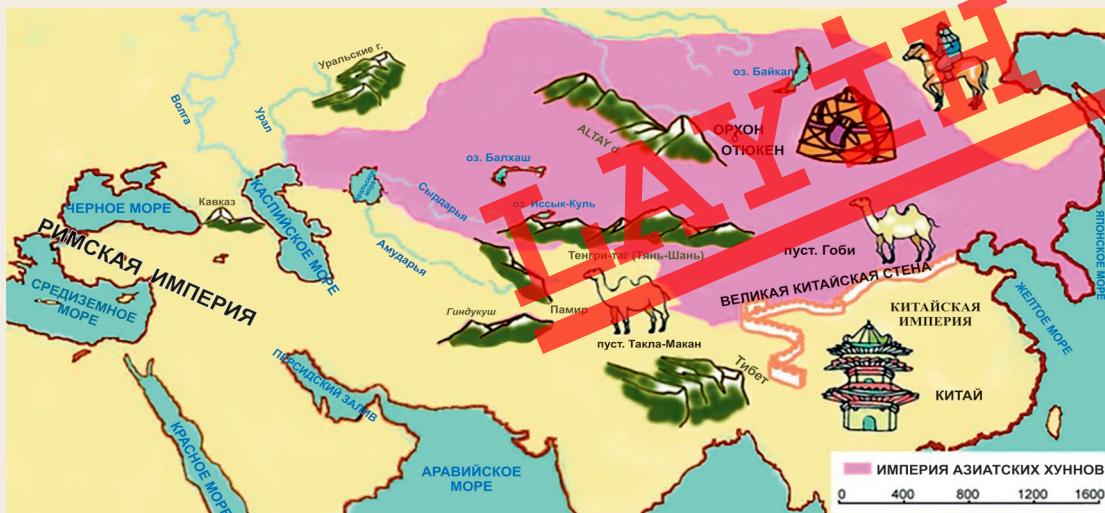 Уральские г.
оз. Байкал
Волга
Урал
ALTAY
ОРХОН
ОТЮКЕН
оз. Балхаш
Аральское
море
Сырдарья
оз. Иссык-Куль
Кавказ
ЧЕРНОЕ МОРЕ
КАСПИЙСКОЕ МОРЕ
РИМСКАЯ ИМПЕРИЯ
Амударья
Тенгри-таг (Тянь-Шань)
пуст. Гоби
ЯПОНСКОЕ МОРЕ
СРЕДИЗЕМНОЕ
МОРЕ
ВЕЛИКАЯ КИТАЙСКАЯ СТЕНА
Гиндукуш
Памир
КИТАЙСКАЯ
ИМПЕРИЯ
ЖЕЛТОЕ МОРЕ
пуст. Такла-Макан
Тибет
ПЕРСИДСКИЙ ЗАЛИВ
КИТАЙ
КРАСНОЕ МОРЕ
АРАВИЙСКОЕ
МОРЕ
ИМПЕРИЯ АЗИАТСКИХ ХУННОВ
0 400 800 1200 1600
LAYİH